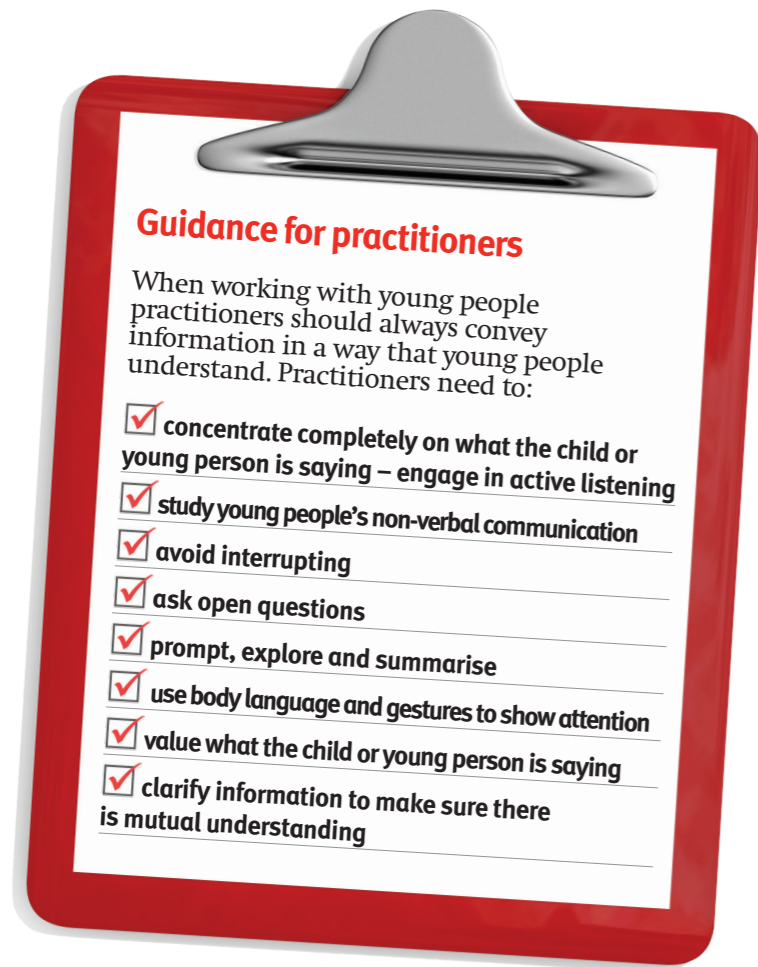 Guidance for practitioners
When working with young people
practitioners should always convey
information in a way that young people
understand. Practitioners need to:
concentrate completely on what the child or
young person is saying – engage in active listening
study young people's non-verbal communication
avoid interrupting
ask open questions
prompt, explore and summarise
use body language and gestures to show attention
value what the child or young person is saying
clarify information to make sure there
is mutual understanding